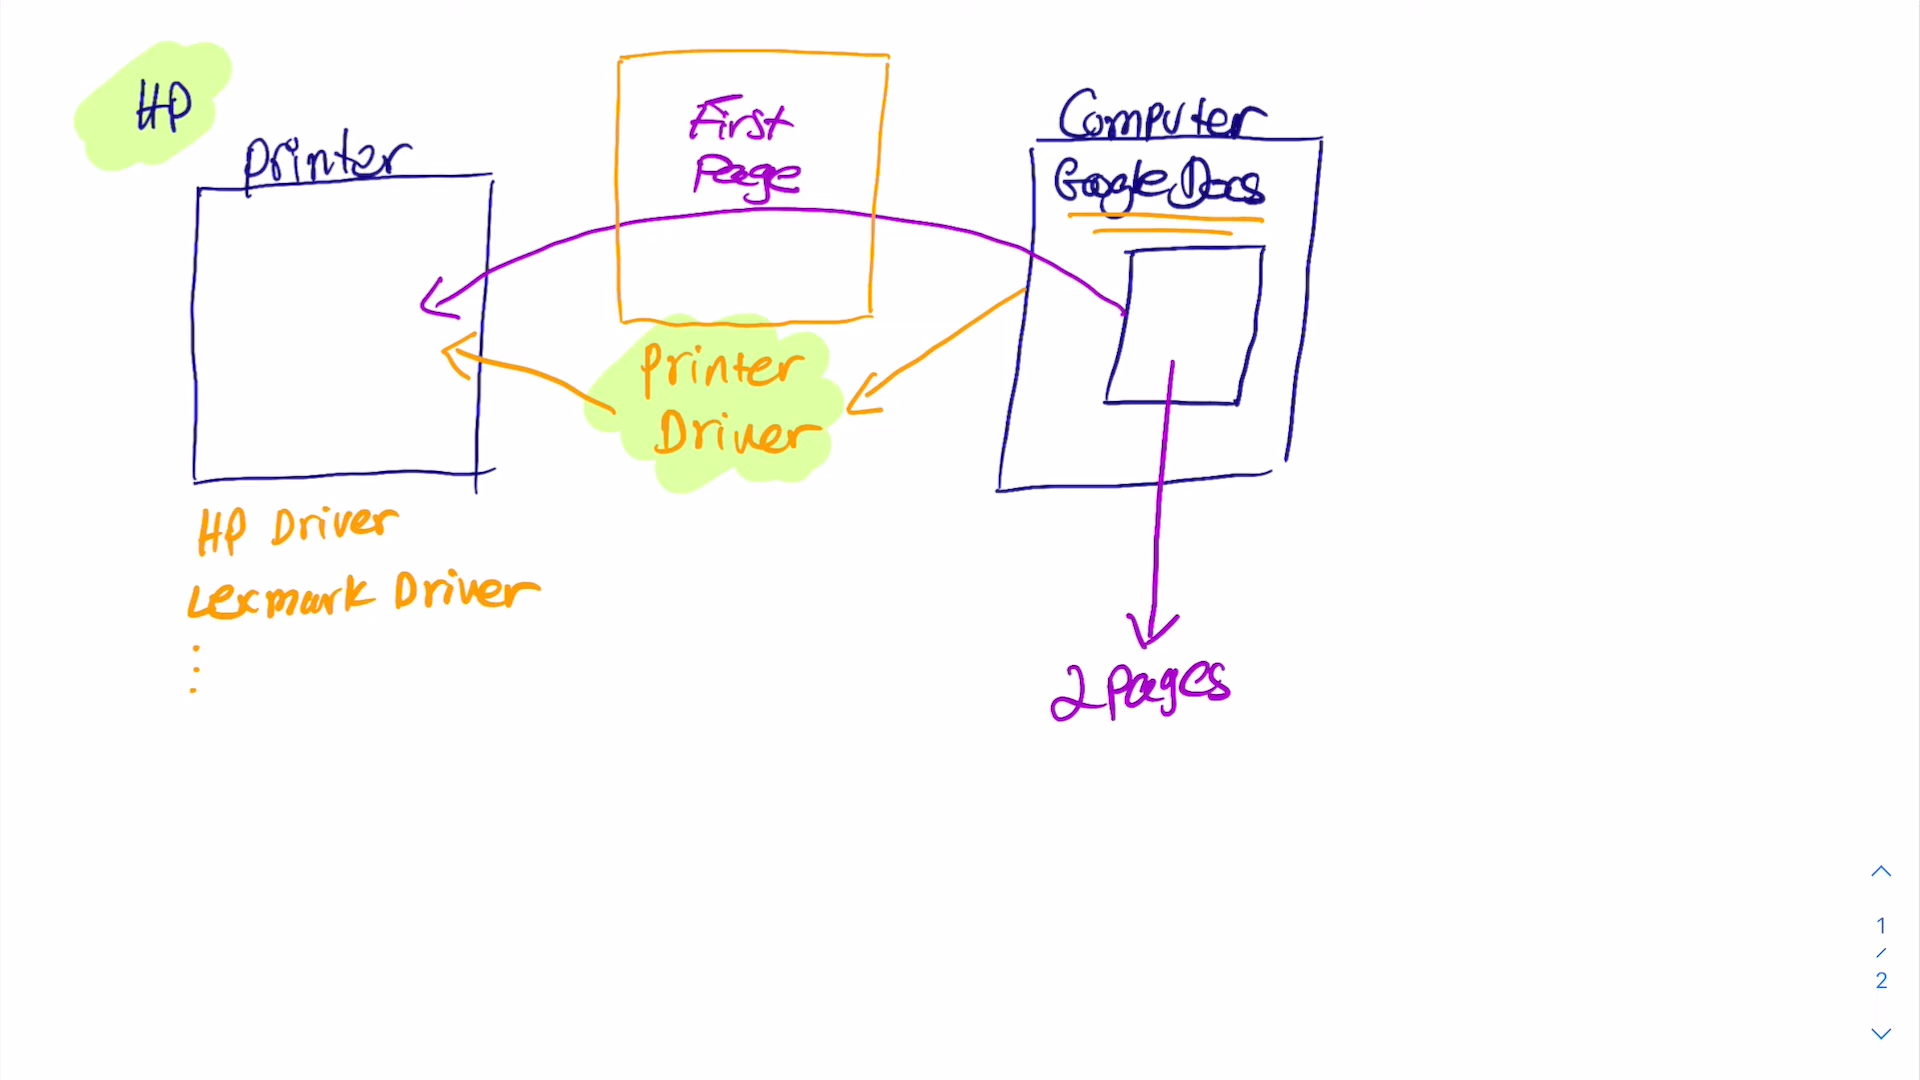 HP
Printer
First
Page
Computer
Google Docs
Printer
Driver
HP Driver
Lexmark Driver
⋮
2 Pages
1
/
2